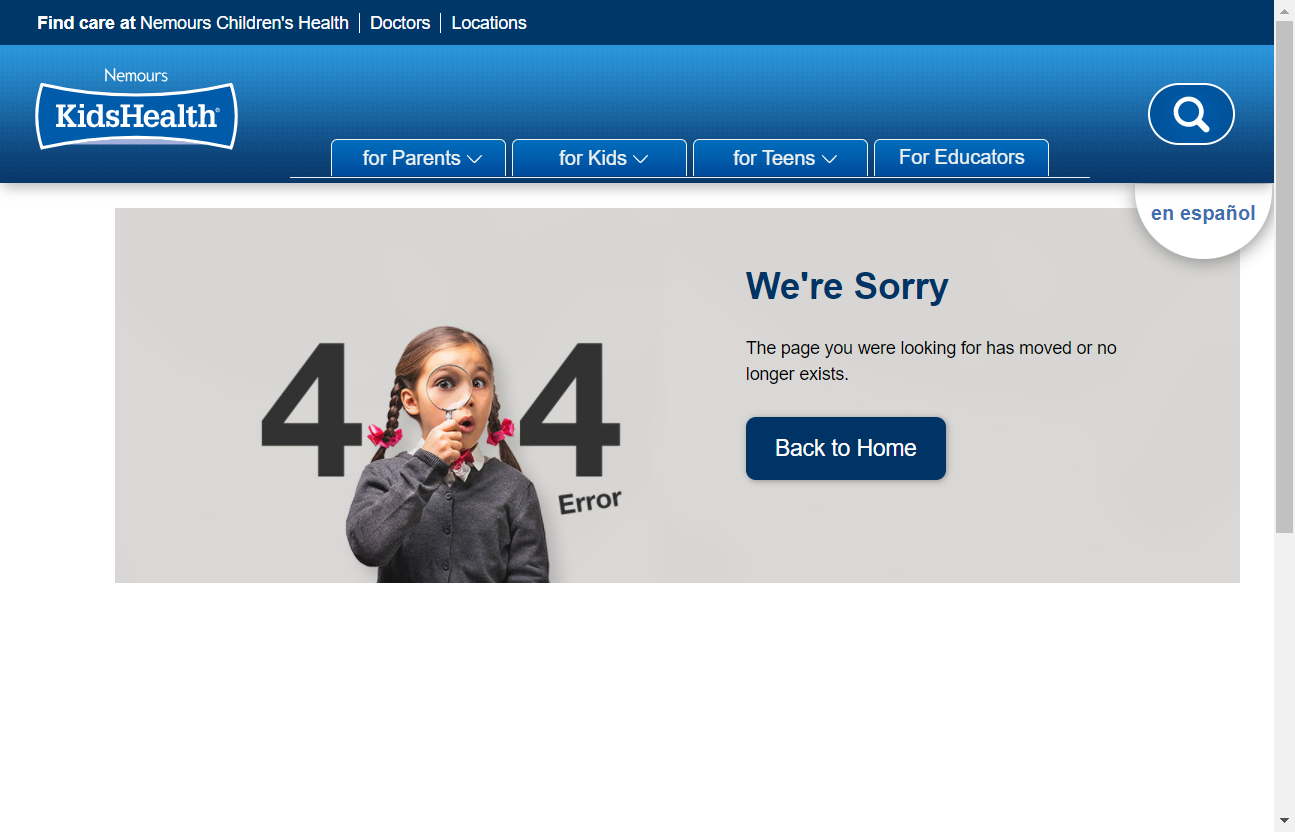 Find care at Nemours Children's Health
Doctors
Locations
Nemours
KidsHealth®
for Parents
for Kids
for Teens
For Educators
en español
We're Sorry
The page you were looking for has moved or no
longer exists.
Back to Home
4 4
Error